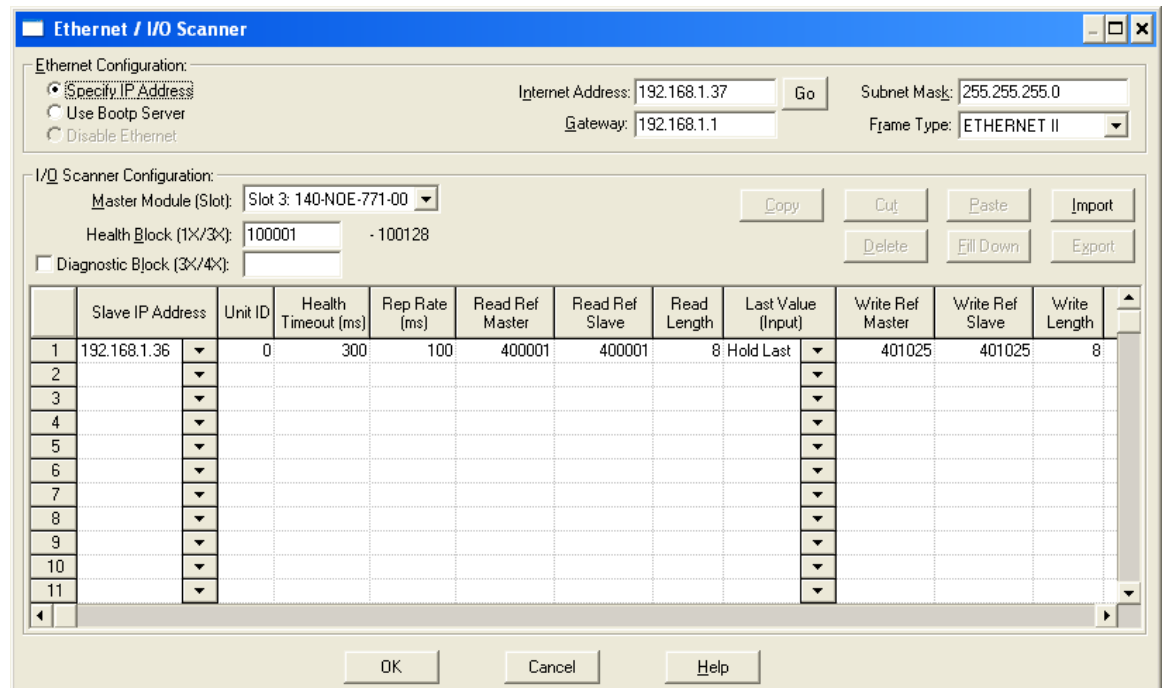 Ethernet / I/O Scanner
Ethernet Configuration:
Specify IP Address
Internet Address: 192.168.1.37 Go Subnet Mask: 255.255.255.0
Use Bootp Server
Gateway: 192.168.1.1 Frame Type: ETHERNET II
Disable Ethernet
I/O Scanner Configuration:
Master Module (Slot): Slot 3: 140-NOE-771-00 Copy Cut Paste Import
Health Block (1X/3X): 100001 - 100128 Delete Fill Down Export
Diagnostic Block (3X/4X):
Slave IP Address Unit ID Health Timeout (ms) Rep Rate (ms) Read Ref Master Read Ref Slave Read Length Last Value (Input) Write Ref Master Write Ref Slave Write Length
1 192.168.1.36 0 300 100 400001 400001 8 Hold Last 401025 401025 8
2
3
4
5
6
7
8
9
10
11
OK Cancel Help